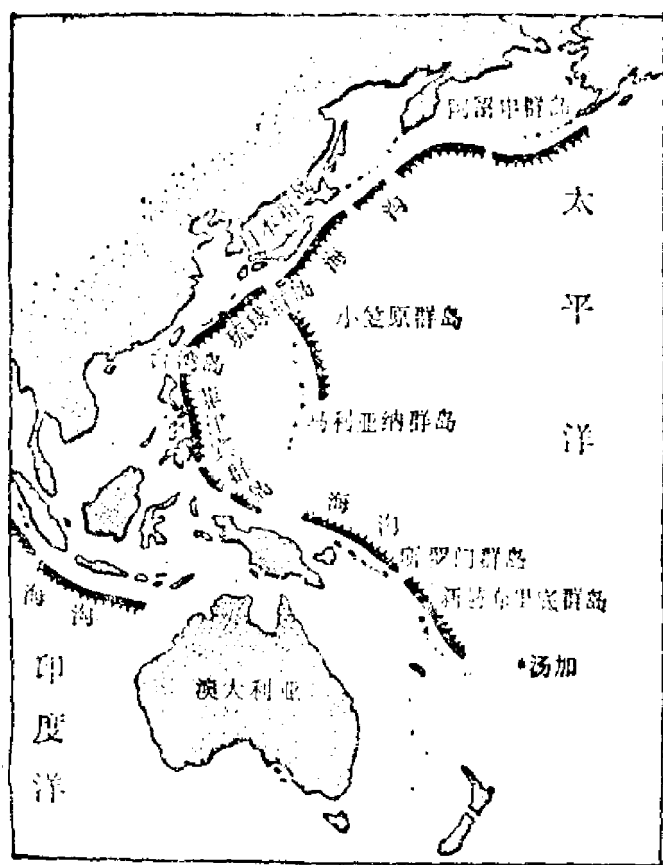 阿留申群岛
太平洋
日本群岛
海沟
琉球群岛
小笠原群岛
台湾岛
马利亚纳群岛
菲律宾群岛
海沟
所罗门群岛
新赫布里底群岛
海沟
汤加
澳大利亚
印度洋